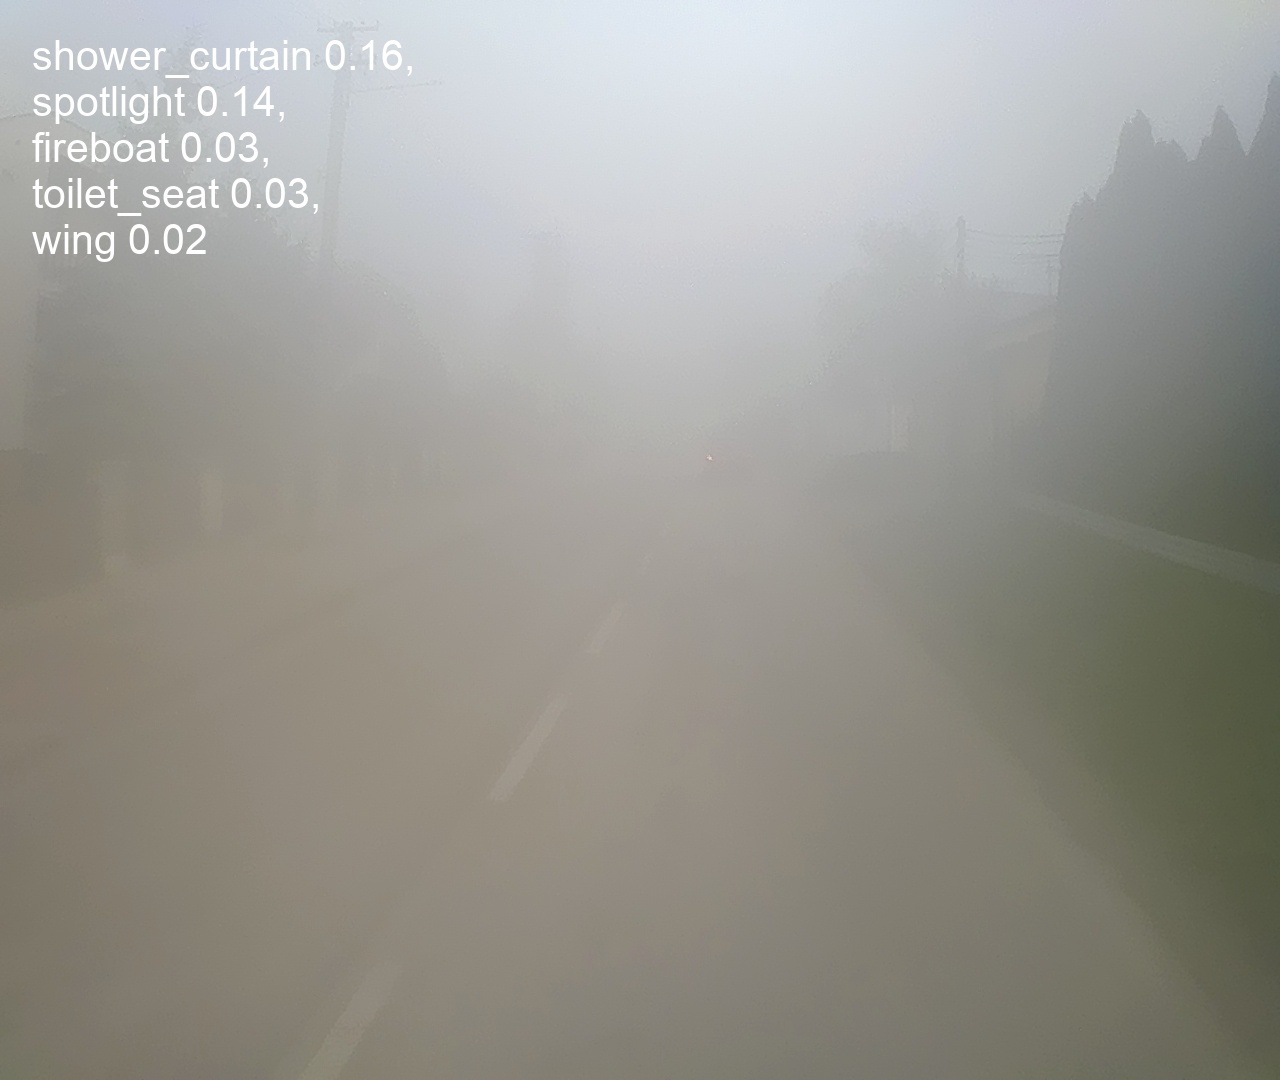 shower_curtain 0.16,
spotlight 0.14,
fireboat 0.03,
toilet_seat 0.03,
wing 0.02